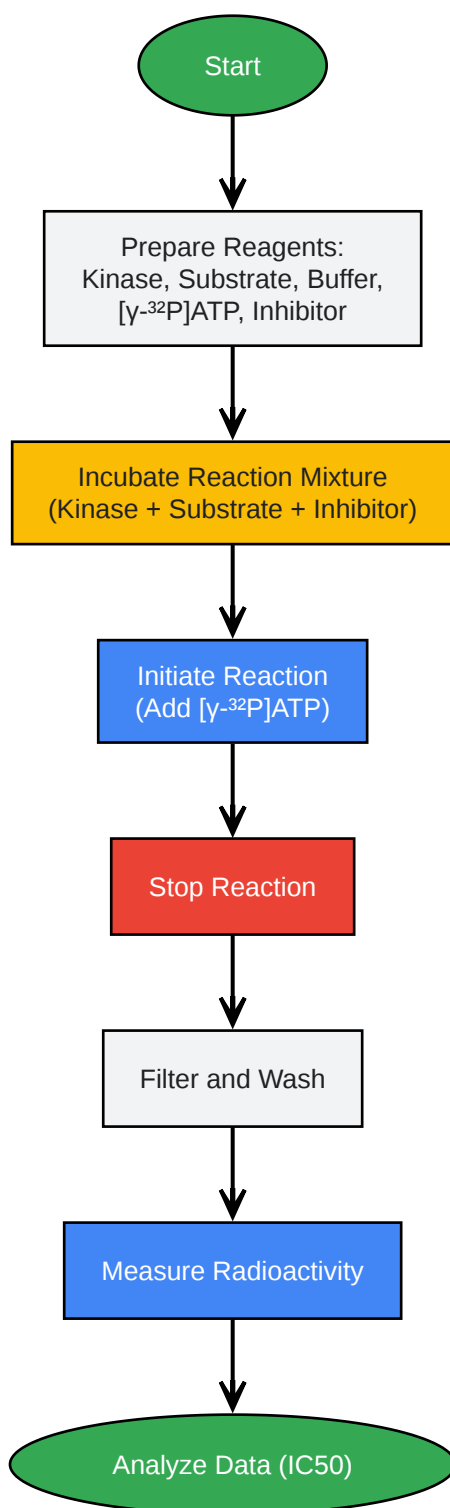 Start
Prepare Reagents:
Kinase, Substrate, Buffer,
[γ-³²P]ATP, Inhibitor
Incubate Reaction Mixture
(Kinase + Substrate + Inhibitor)
Initiate Reaction
(Add [γ-³²P]ATP)
Stop Reaction
Filter and Wash
Measure Radioactivity
Analyze Data (IC50)